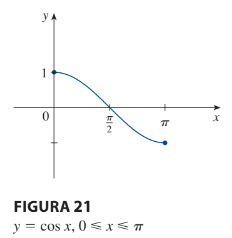 y
1
0
π/2
π
x
FIGURA 21
y = cos x, 0 ≤ x ≤ π